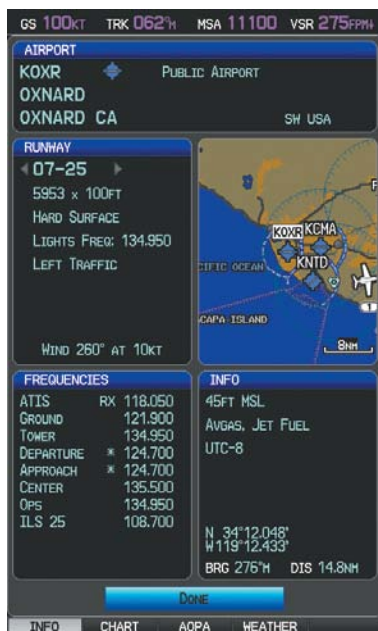 GS 100KT TRK 062°M MSA 11100 VSR 275FPM↓
AIRPORT
KOXR PUBLIC AIRPORT
OXNARD
OXNARD CA SW USA
RUNWAY
07-25
5953 x 100FT
HARD SURFACE
LIGHTS FREQ: 134.950
LEFT TRAFFIC
WIND 260° AT 10KT
KOXR KCMA
KNTD
CIFIC OCEAN
CAPA ISLAND
1
8NM
FREQUENCIES
ATIS RX 118.050
GROUND 121.900
TOWER 134.950
DEPARTURE * 124.700
APPROACH * 124.700
CENTER 135.500
OPS 134.950
ILS 25 108.700
INFO
45FT MSL
AVGAS, JET FUEL
UTC-8
N 34°12.048'
W119°12.433'
BRG 276°M DIS 14.8NM
DONE
INFO CHART AOPA WEATHER